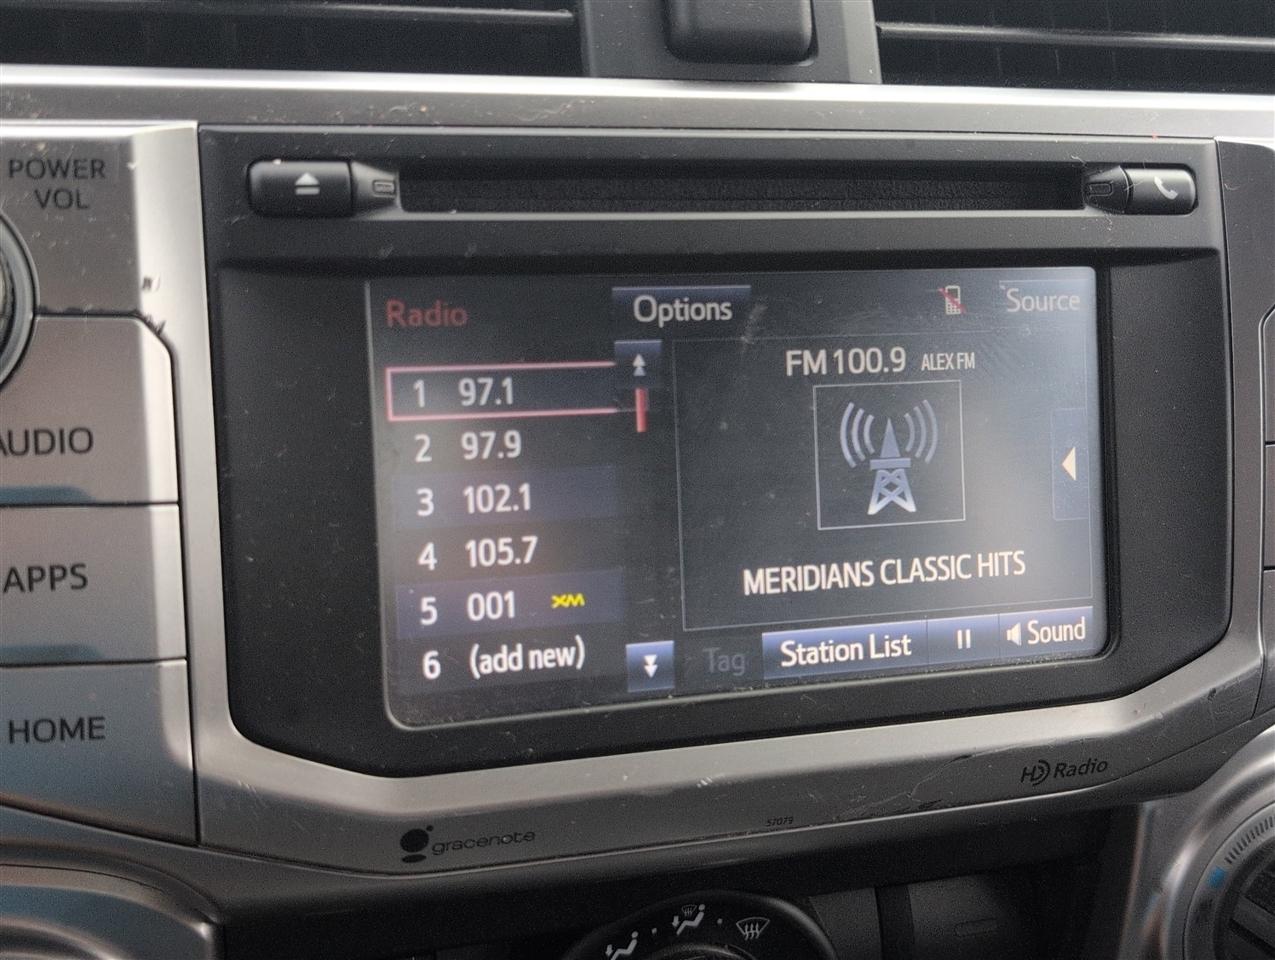 POWER
VOL
AUDIO
APPS
HOME
Radio
Options
Source
1 97.1
2 97.9
3 102.1
4 105.7
5 001 XM
6 (add new)
FM 100.9 ALEX FM
MERIDIANS CLASSIC HITS
Tag
Station List
Sound
gracenote
57079
HD Radio